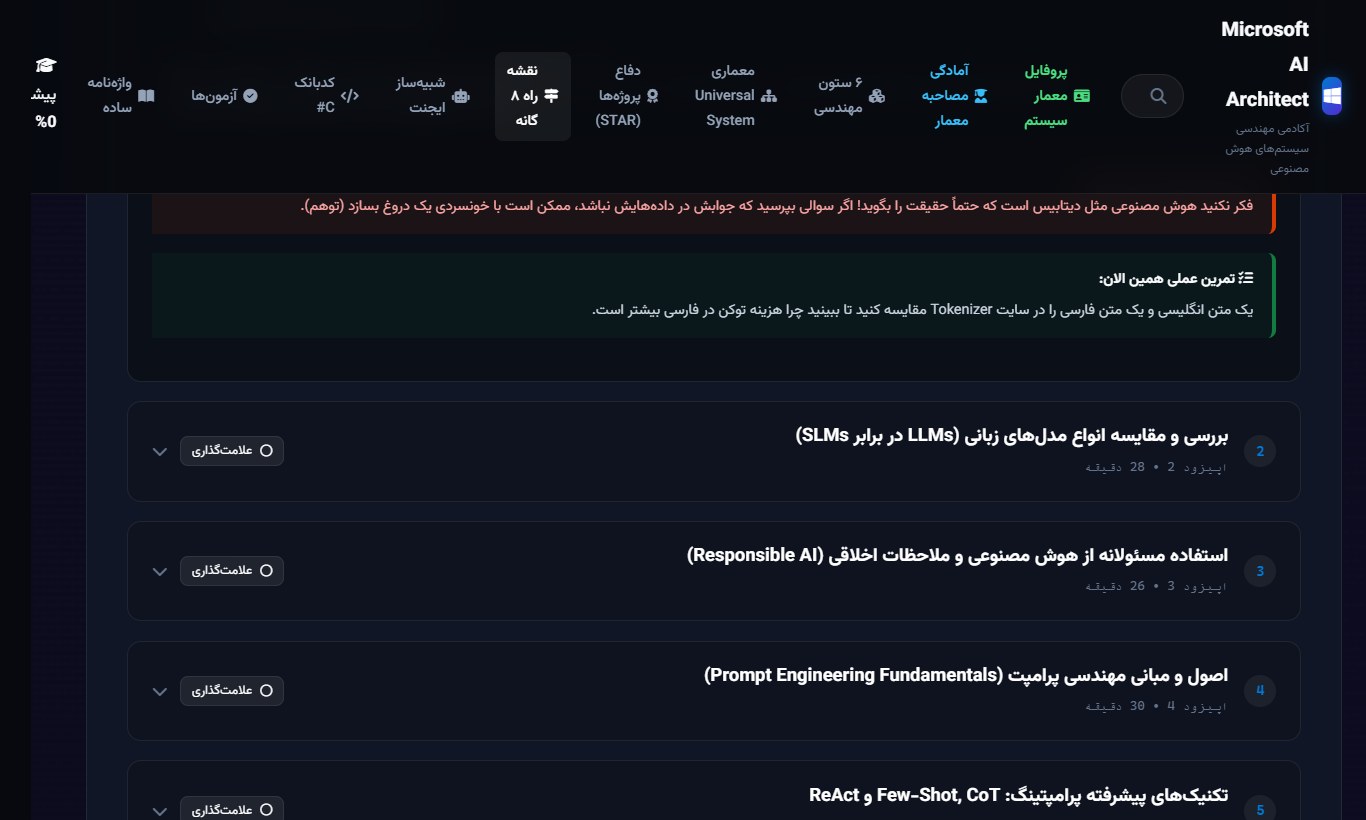 Microsoft
AI
Architect
آکادمی مهندسی
سیستم‌های هوش
مصنوعی
پروفایل
معمار
سیستم
آمادگی
مصاحبه
معمار
۶ ستون
مهندسی
معماری
Universal
System
دفاع
پروژه‌ها
(STAR)
نقشه
راه ۸
گانه
شبیه‌ساز
ایجنت
کدبانک
C#
آزمون‌ها
واژه‌نامه
ساده
پیش
%0
فکر نکنید هوش مصنوعی مثل دیتابیس است که حتماً حقیقت را بگوید! اگر سوالی بپرسید که جوابش در داده‌هایش نباشد، ممکن است با خونسردی یک دروغ بسازد (توهم).
تمرین عملی همین الان:
یک متن انگلیسی و یک متن فارسی را در سایت Tokenizer مقایسه کنید تا ببینید چرا هزینه توکن در فارسی بیشتر است.
2
بررسی و مقایسه انواع مدل‌های زبانی (LLMs در برابر SLMs)
اپیزود 2 • 28 دقیقه
علامت‌گذاری
3
استفاده مسئولانه از هوش مصنوعی و ملاحظات اخلاقی (Responsible AI)
اپیزود 3 • 26 دقیقه
علامت‌گذاری
4
اصول و مبانی مهندسی پرامپت (Prompt Engineering Fundamentals)
اپیزود 4 • 30 دقیقه
علامت‌گذاری
5
تکنیک‌های پیشرفته پرامپتینگ: Few-Shot, CoT و ReAct
علامت‌گذاری